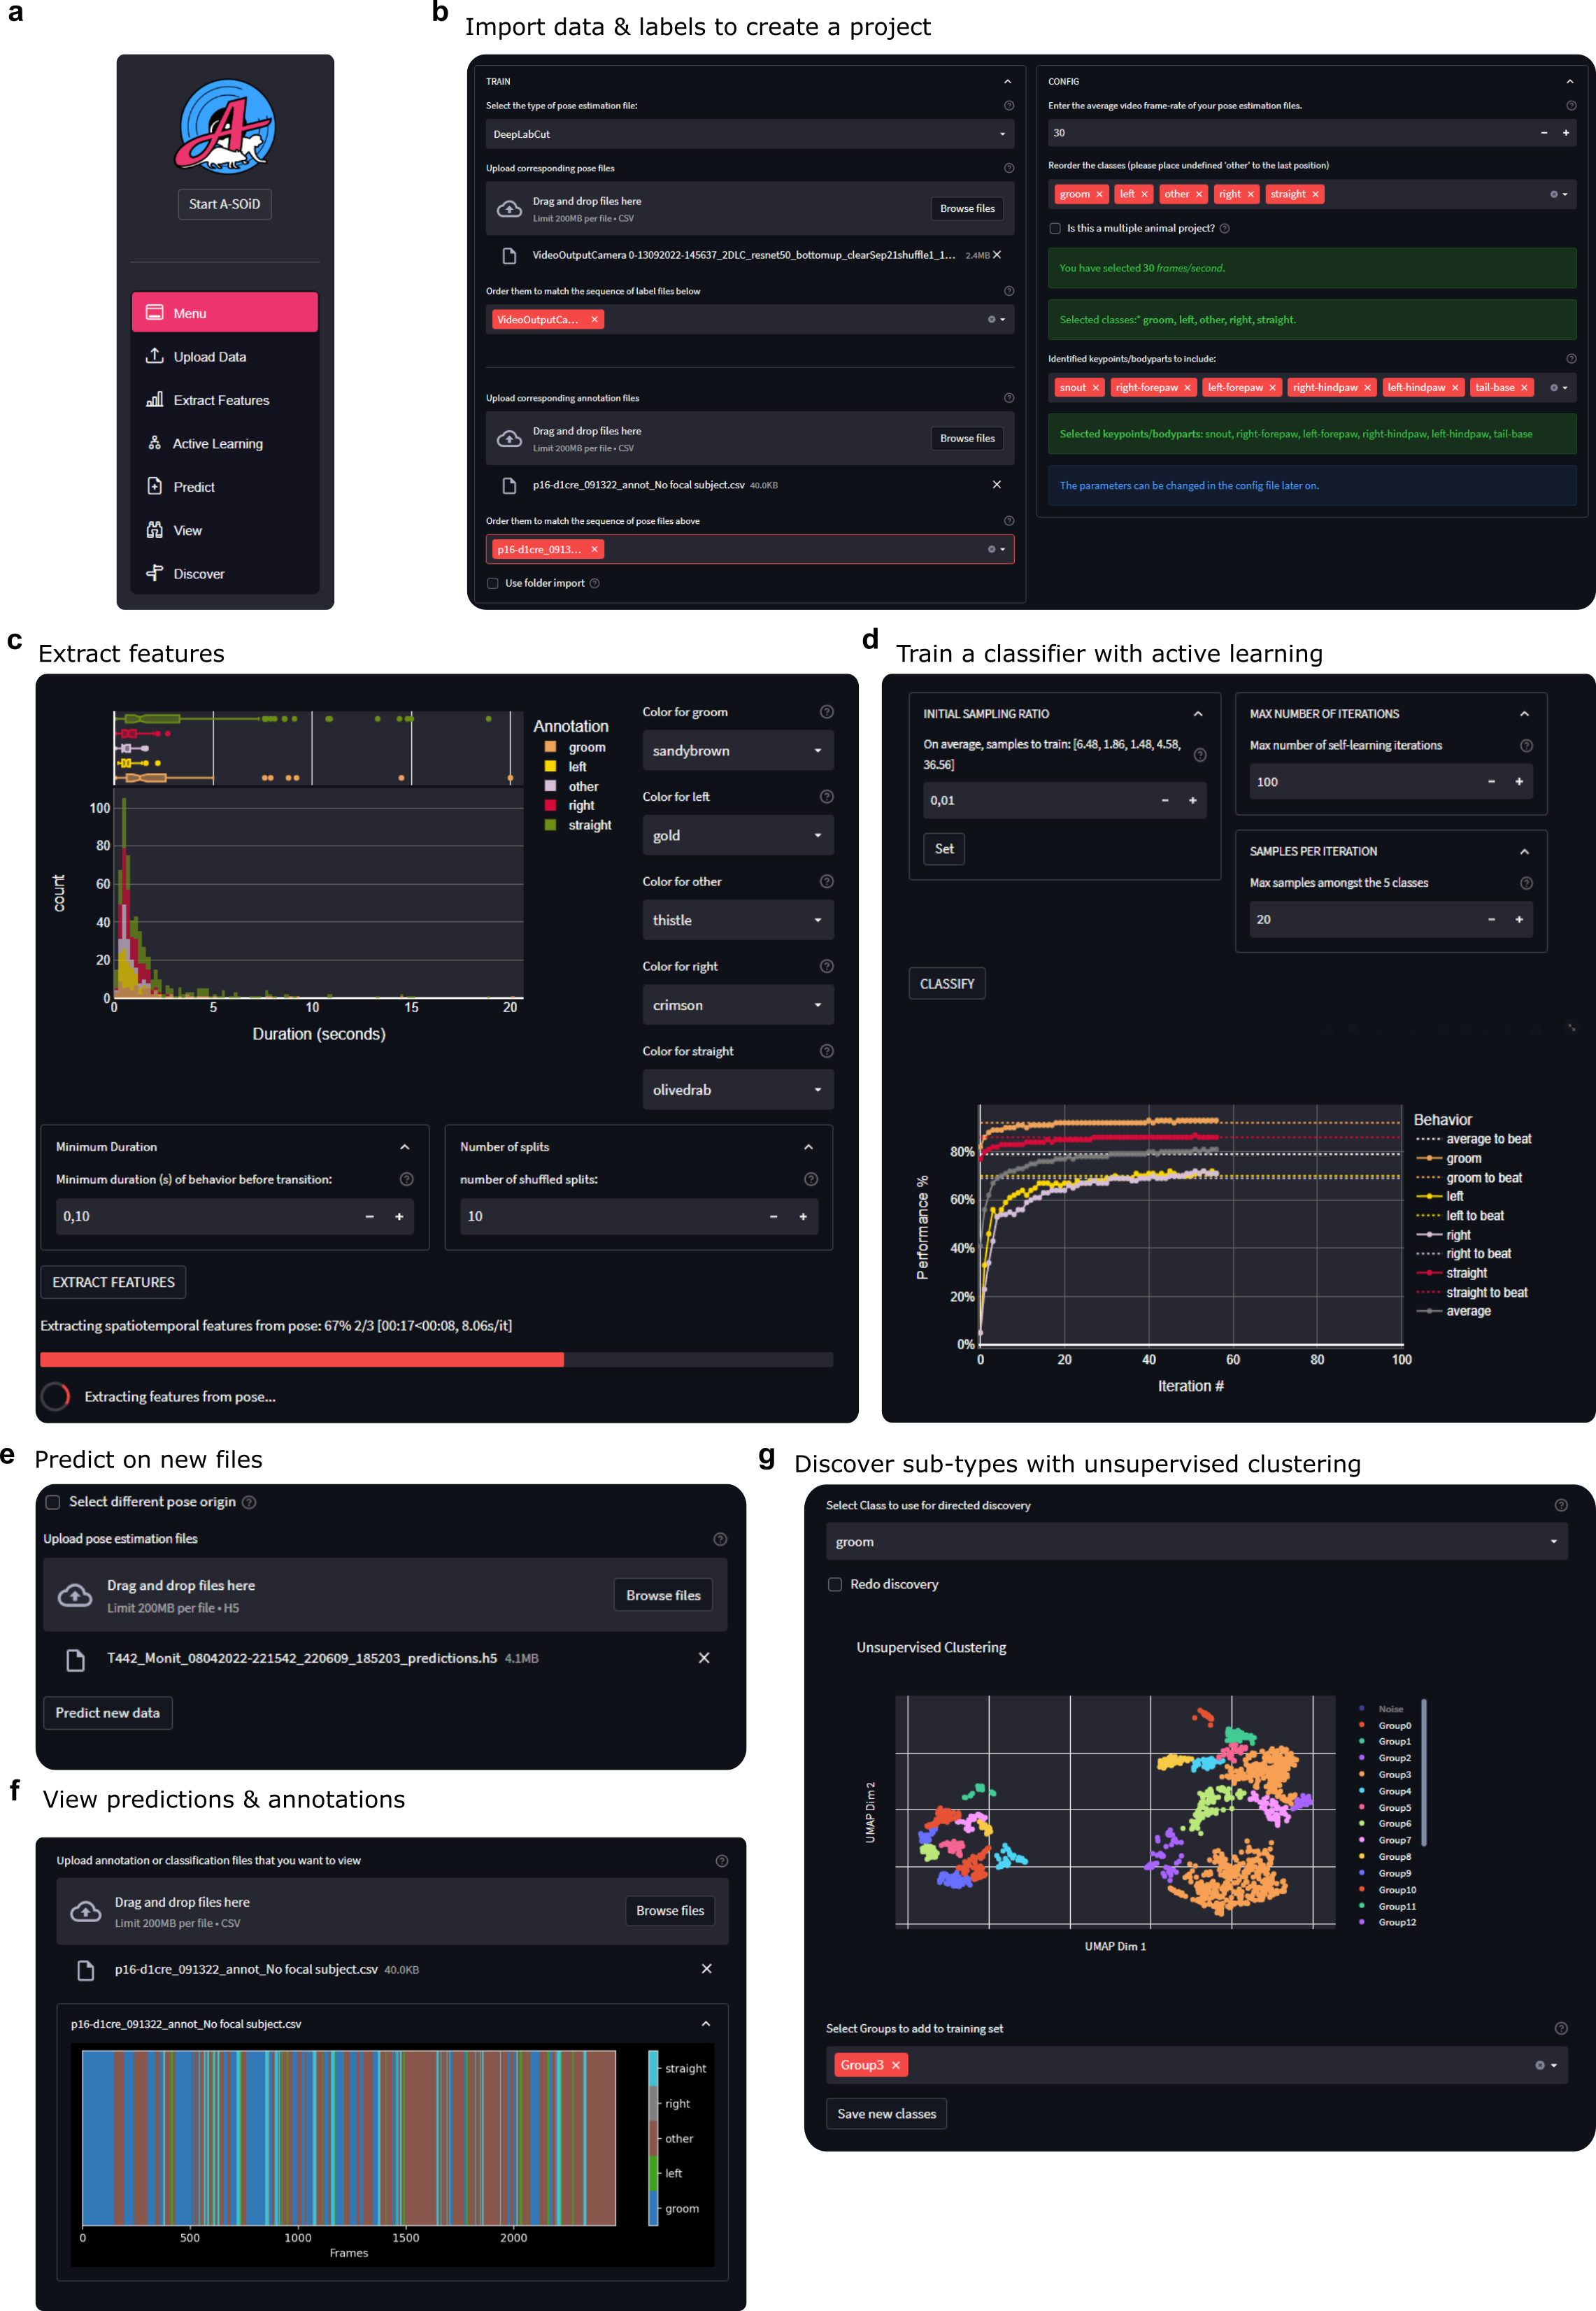 a
A
Start A-SOiD
Menu
Upload Data
Extract Features
Active Learning
Predict
View
Discover
b
Import data & labels to create a project
TRAIN
Select the type of pose estimation file:
DeepLabCut
Upload corresponding pose files
Drag and drop files here
Limit 200MB per file • CSV
Browse files
VideoOutputCamera 0-13092022-145637_2DLC_resnet50_bottomup_clearSep21shuffle1_1... 2.4MB
Order them to match the sequence of label files below
VideoOutputCa...
Upload corresponding annotation files
Drag and drop files here
Limit 200MB per file • CSV
Browse files
p16-d1cre_091322_annot_No focal subject.csv 40.0KB
Order them to match the sequence of pose files above
p16-d1cre_0913...
Use folder import
CONFIG
Enter the average video frame-rate of your pose estimation files.
30
Reorder the classes (please place undefined 'other' to the last position)
groom left other right straight
Is this a multiple animal project?
You have selected 30 frames/second.
Selected classes:* groom, left, other, right, straight.
Identified keypoints/bodyparts to include:
snout right-forepaw left-forepaw right-hindpaw left-hindpaw tail-base
Selected keypoints/bodyparts: snout, right-forepaw, left-forepaw, right-hindpaw, left-hindpaw, tail-base
The parameters can be changed in the config file later on.
c
Extract features
Annotation
groom
left
other
right
straight
100
80
60
40
20
0
count
0 5 10 15 20
Duration (seconds)
Color for groom
sandybrown
Color for left
gold
Color for other
thistle
Color for right
crimson
Color for straight
olivedrab
Minimum Duration
Minimum duration (s) of behavior before transition:
0,10
Number of splits
number of shuffled splits:
10
EXTRACT FEATURES
Extracting spatiotemporal features from pose: 67% 2/3 [00:17<00:08, 8.06s/it]
Extracting features from pose...
d
Train a classifier with active learning
INITIAL SAMPLING RATIO
On average, samples to train: [6.48, 1.86, 1.48, 4.58,
36.56]
0,01
Set
MAX NUMBER OF ITERATIONS
Max number of self-learning iterations
100
SAMPLES PER ITERATION
Max samples amongst the 5 classes
20
CLASSIFY
80%
60%
40%
20%
0%
Performance %
0 20 40 60 80 100
Iteration #
Behavior
average to beat
groom
groom to beat
left
left to beat
right
right to beat
straight
straight to beat
average
e
Predict on new files
Select different pose origin
Upload pose estimation files
Drag and drop files here
Limit 200MB per file • H5
Browse files
T442_Monit_08042022-221542_220609_185203_predictions.h5 4.1MB
Predict new data
f
View predictions & annotations
Upload annotation or classification files that you want to view
Drag and drop files here
Limit 200MB per file • CSV
Browse files
p16-d1cre_091322_annot_No focal subject.csv 40.0KB
p16-d1cre_091322_annot_No focal subject.csv
straight
right
other
left
groom
0 500 1000 1500 2000
Frames
g
Discover sub-types with unsupervised clustering
Select Class to use for directed discovery
groom
Redo discovery
Unsupervised Clustering
UMAP Dim 2
UMAP Dim 1
Noise
Group0
Group1
Group2
Group3
Group4
Group5
Group6
Group7
Group8
Group9
Group10
Group11
Group12
Select Groups to add to training set
Group3
Save new classes